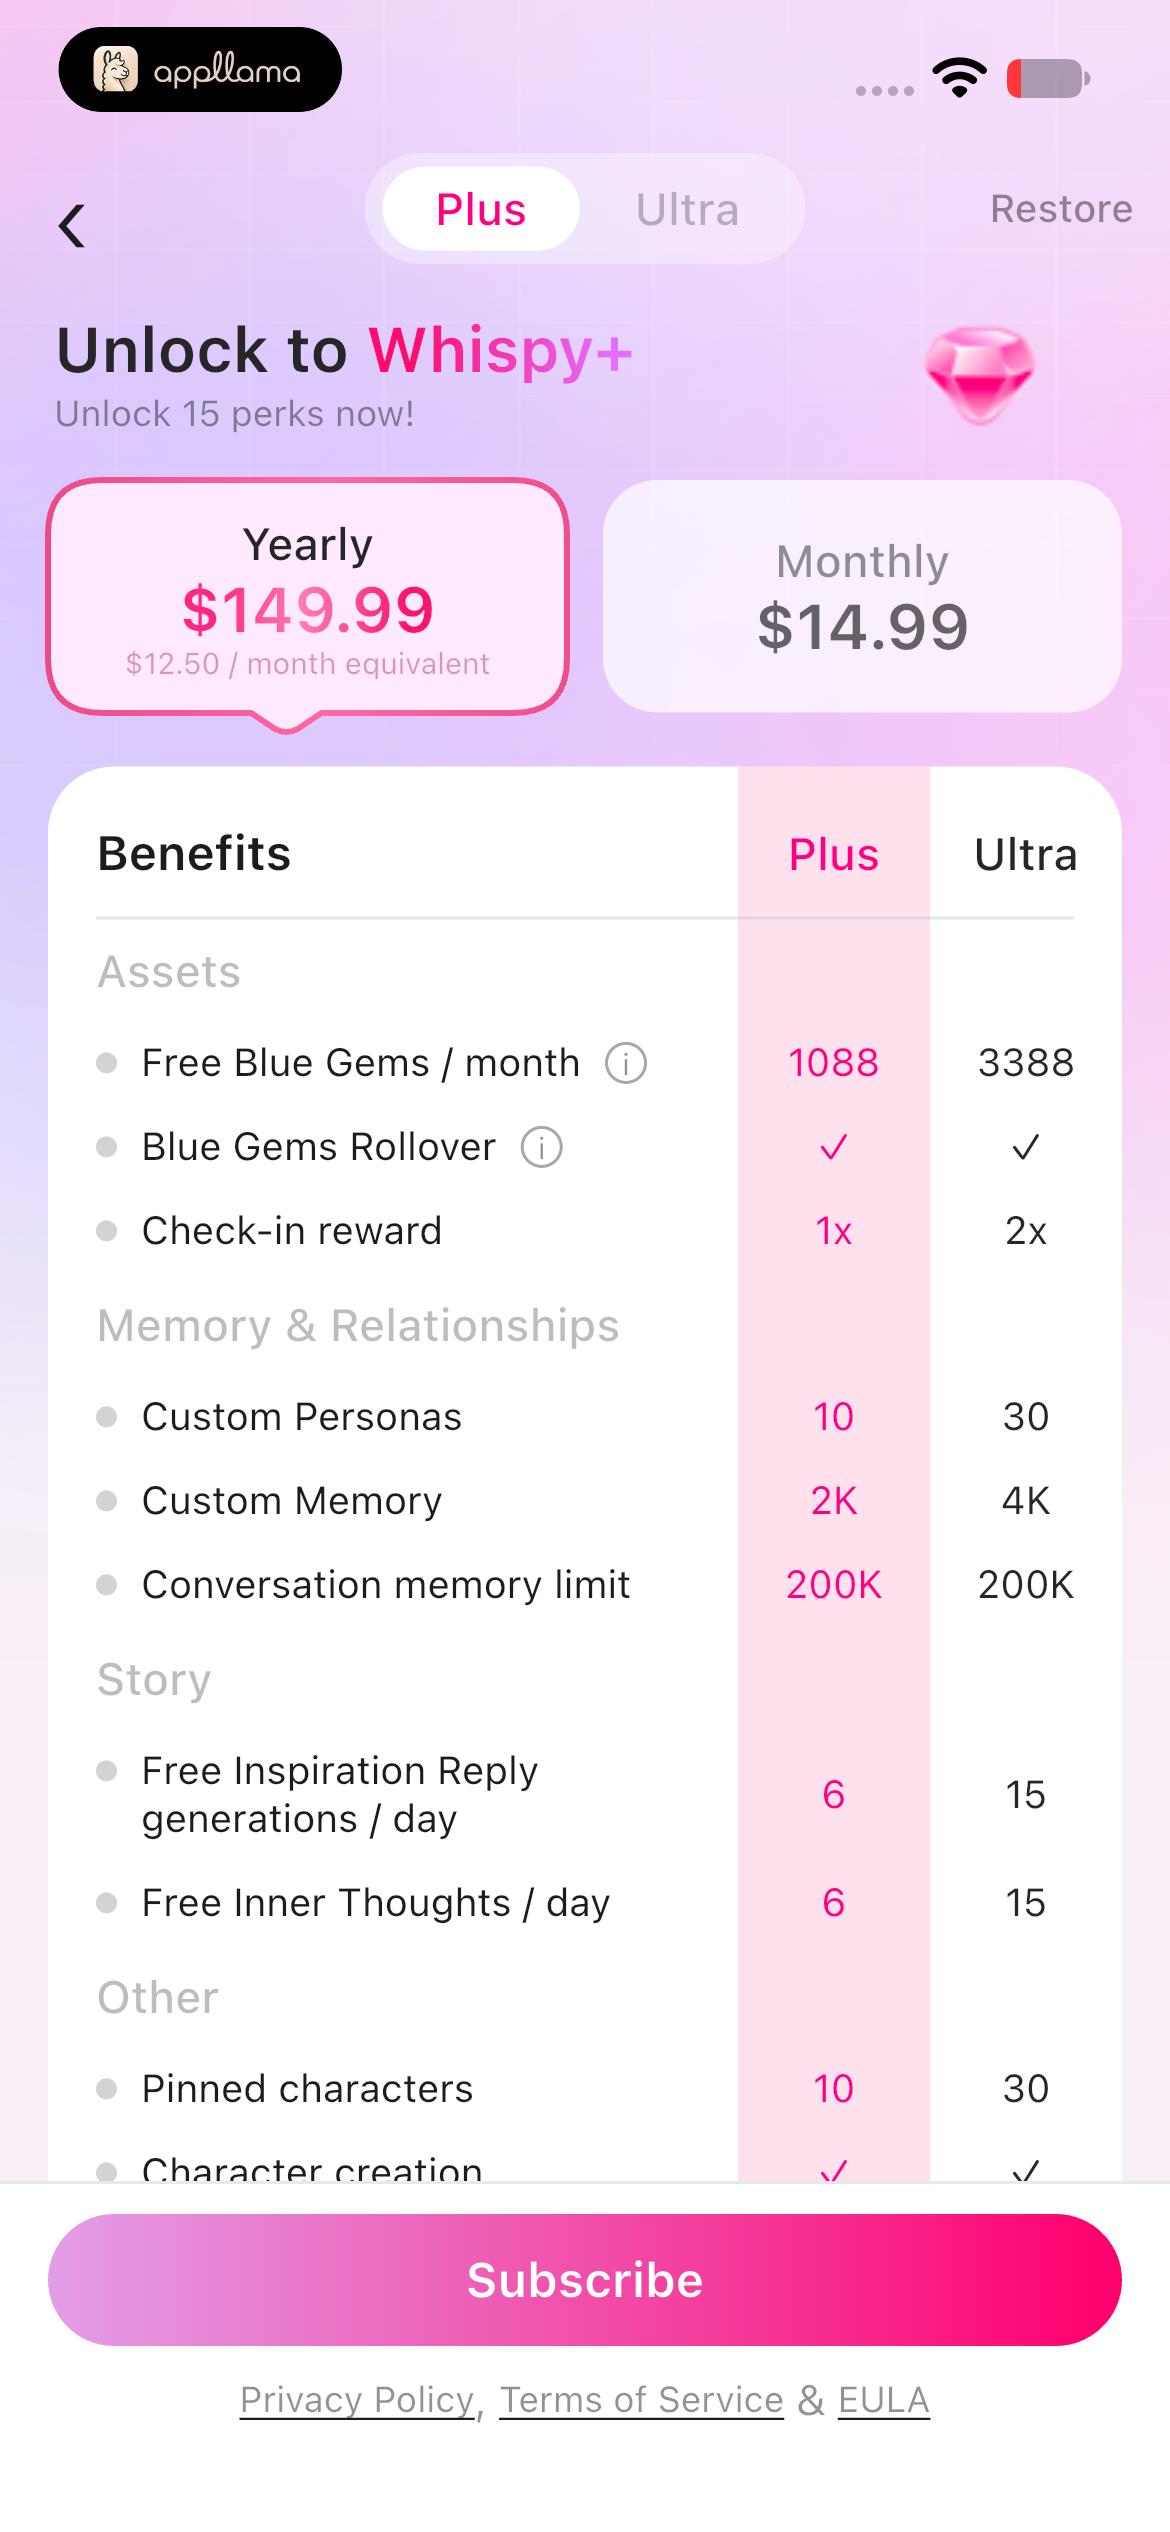 appllama
Plus Ultra Restore
Unlock to Whispy+
Unlock 15 perks now!
Yearly
$149.99
$12.50 / month equivalent
Monthly
$14.99
Benefits Plus Ultra
Assets
Free Blue Gems / month i 1088 3388
Blue Gems Rollover i ✓ ✓
Check-in reward 1x 2x
Memory & Relationships
Custom Personas 10 30
Custom Memory 2K 4K
Conversation memory limit 200K 200K
Story
Free Inspiration Reply
generations / day 6 15
Free Inner Thoughts / day 6 15
Other
Pinned characters 10 30
Character creation ✓ ✓
Subscribe
Privacy Policy, Terms of Service & EULA